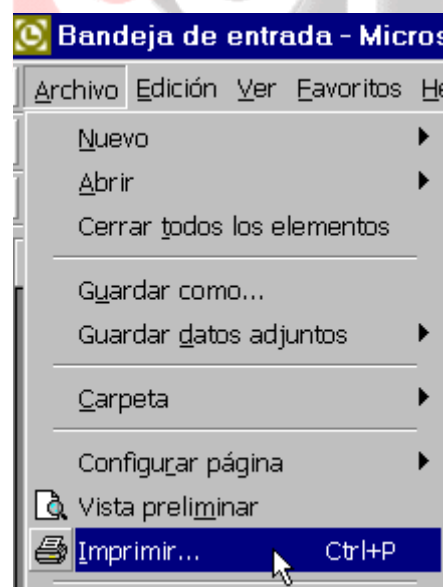 Bandeja de entrada - Micros
Archivo Edición Ver Favoritos He
Nuevo
Abrir
Cerrar todos los elementos
Guardar como...
Guardar datos adjuntos
Carpeta
Configurar página
Vista preliminar
Imprimir... Ctrl+P